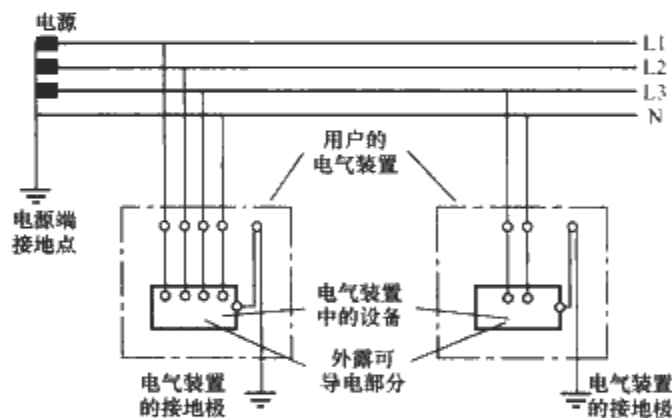 电源
L1
L2
L3
N
用户的
电气装置
电源端
接地点
电气装置
中的设备
外露可
导电部分
电气装置
的接地极
电气装置
的接地极